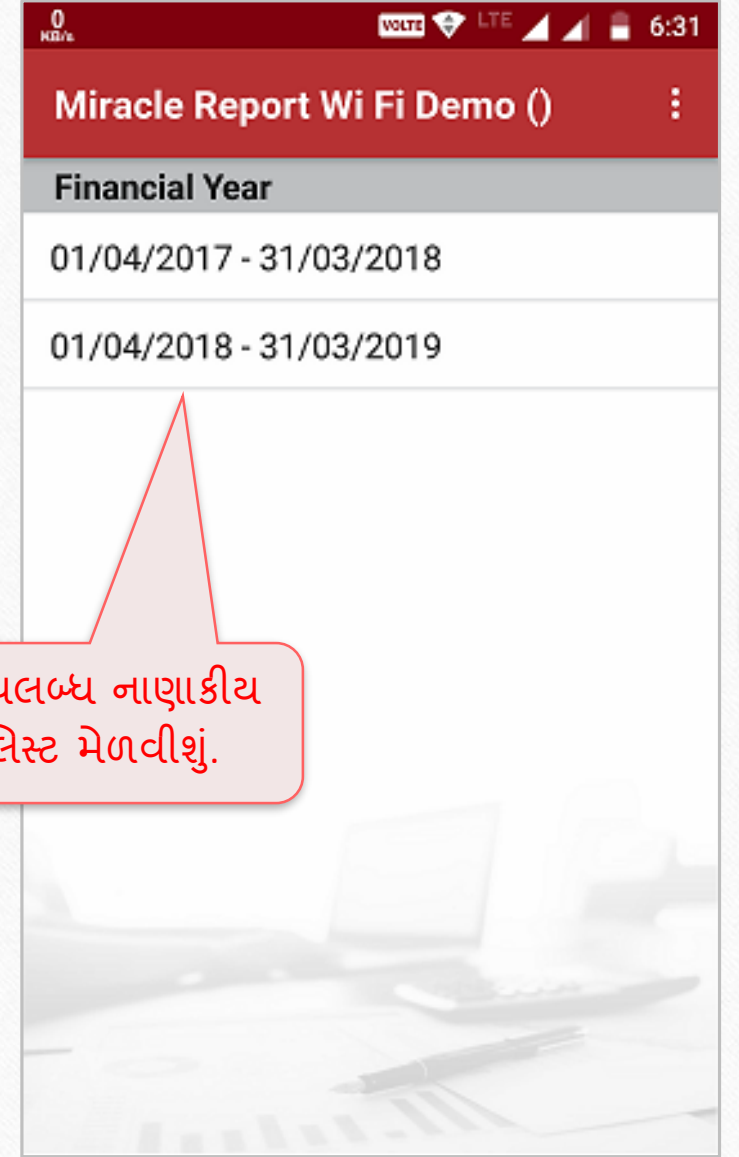 0
KB/s VOLTE LTE 6:31
Miracle Report Wi Fi Demo ()
Financial Year
01/04/2017 - 31/03/2018
01/04/2018 - 31/03/2019
નાણાકીય
મેળવીશું.